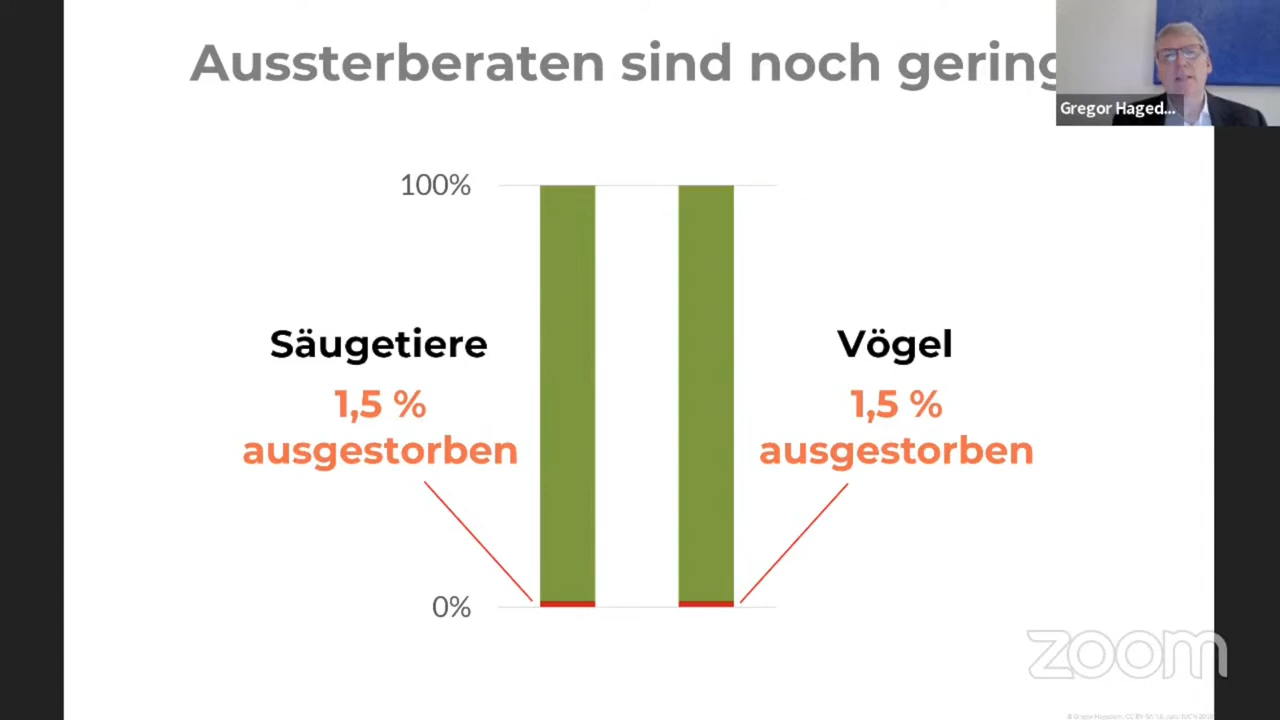 Aussterberaten sind noch gering
Gregor Haged...
100%
Säugetiere
1,5 %
ausgestorben
Vögel
1,5 %
ausgestorben
0%
zoom